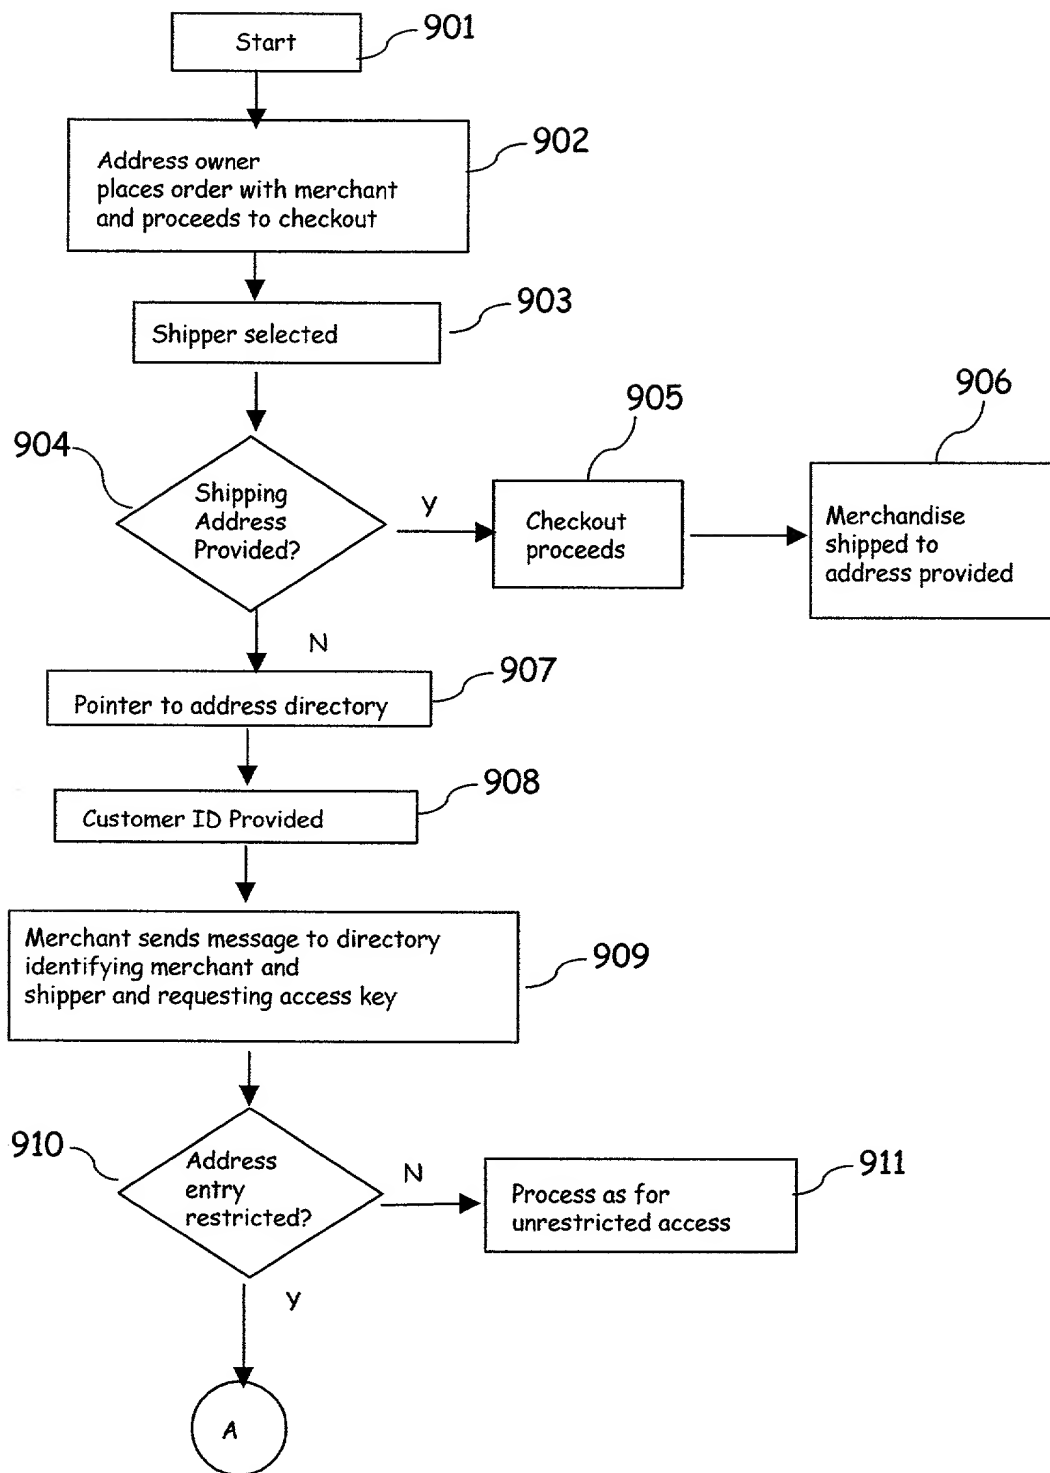 Start
901
Address owner
places order with merchant
and proceeds to checkout
902
Shipper selected
903
904
Shipping
Address
Provided?
Y
905
Checkout
proceeds
906
Merchandise
shipped to
address provided
N
Pointer to address directory
907
Customer ID Provided
908
Merchant sends message to directory
identifying merchant and
shipper and requesting access key
909
910
Address
entry
restricted?
N
Process as for
unrestricted access
911
Y
A